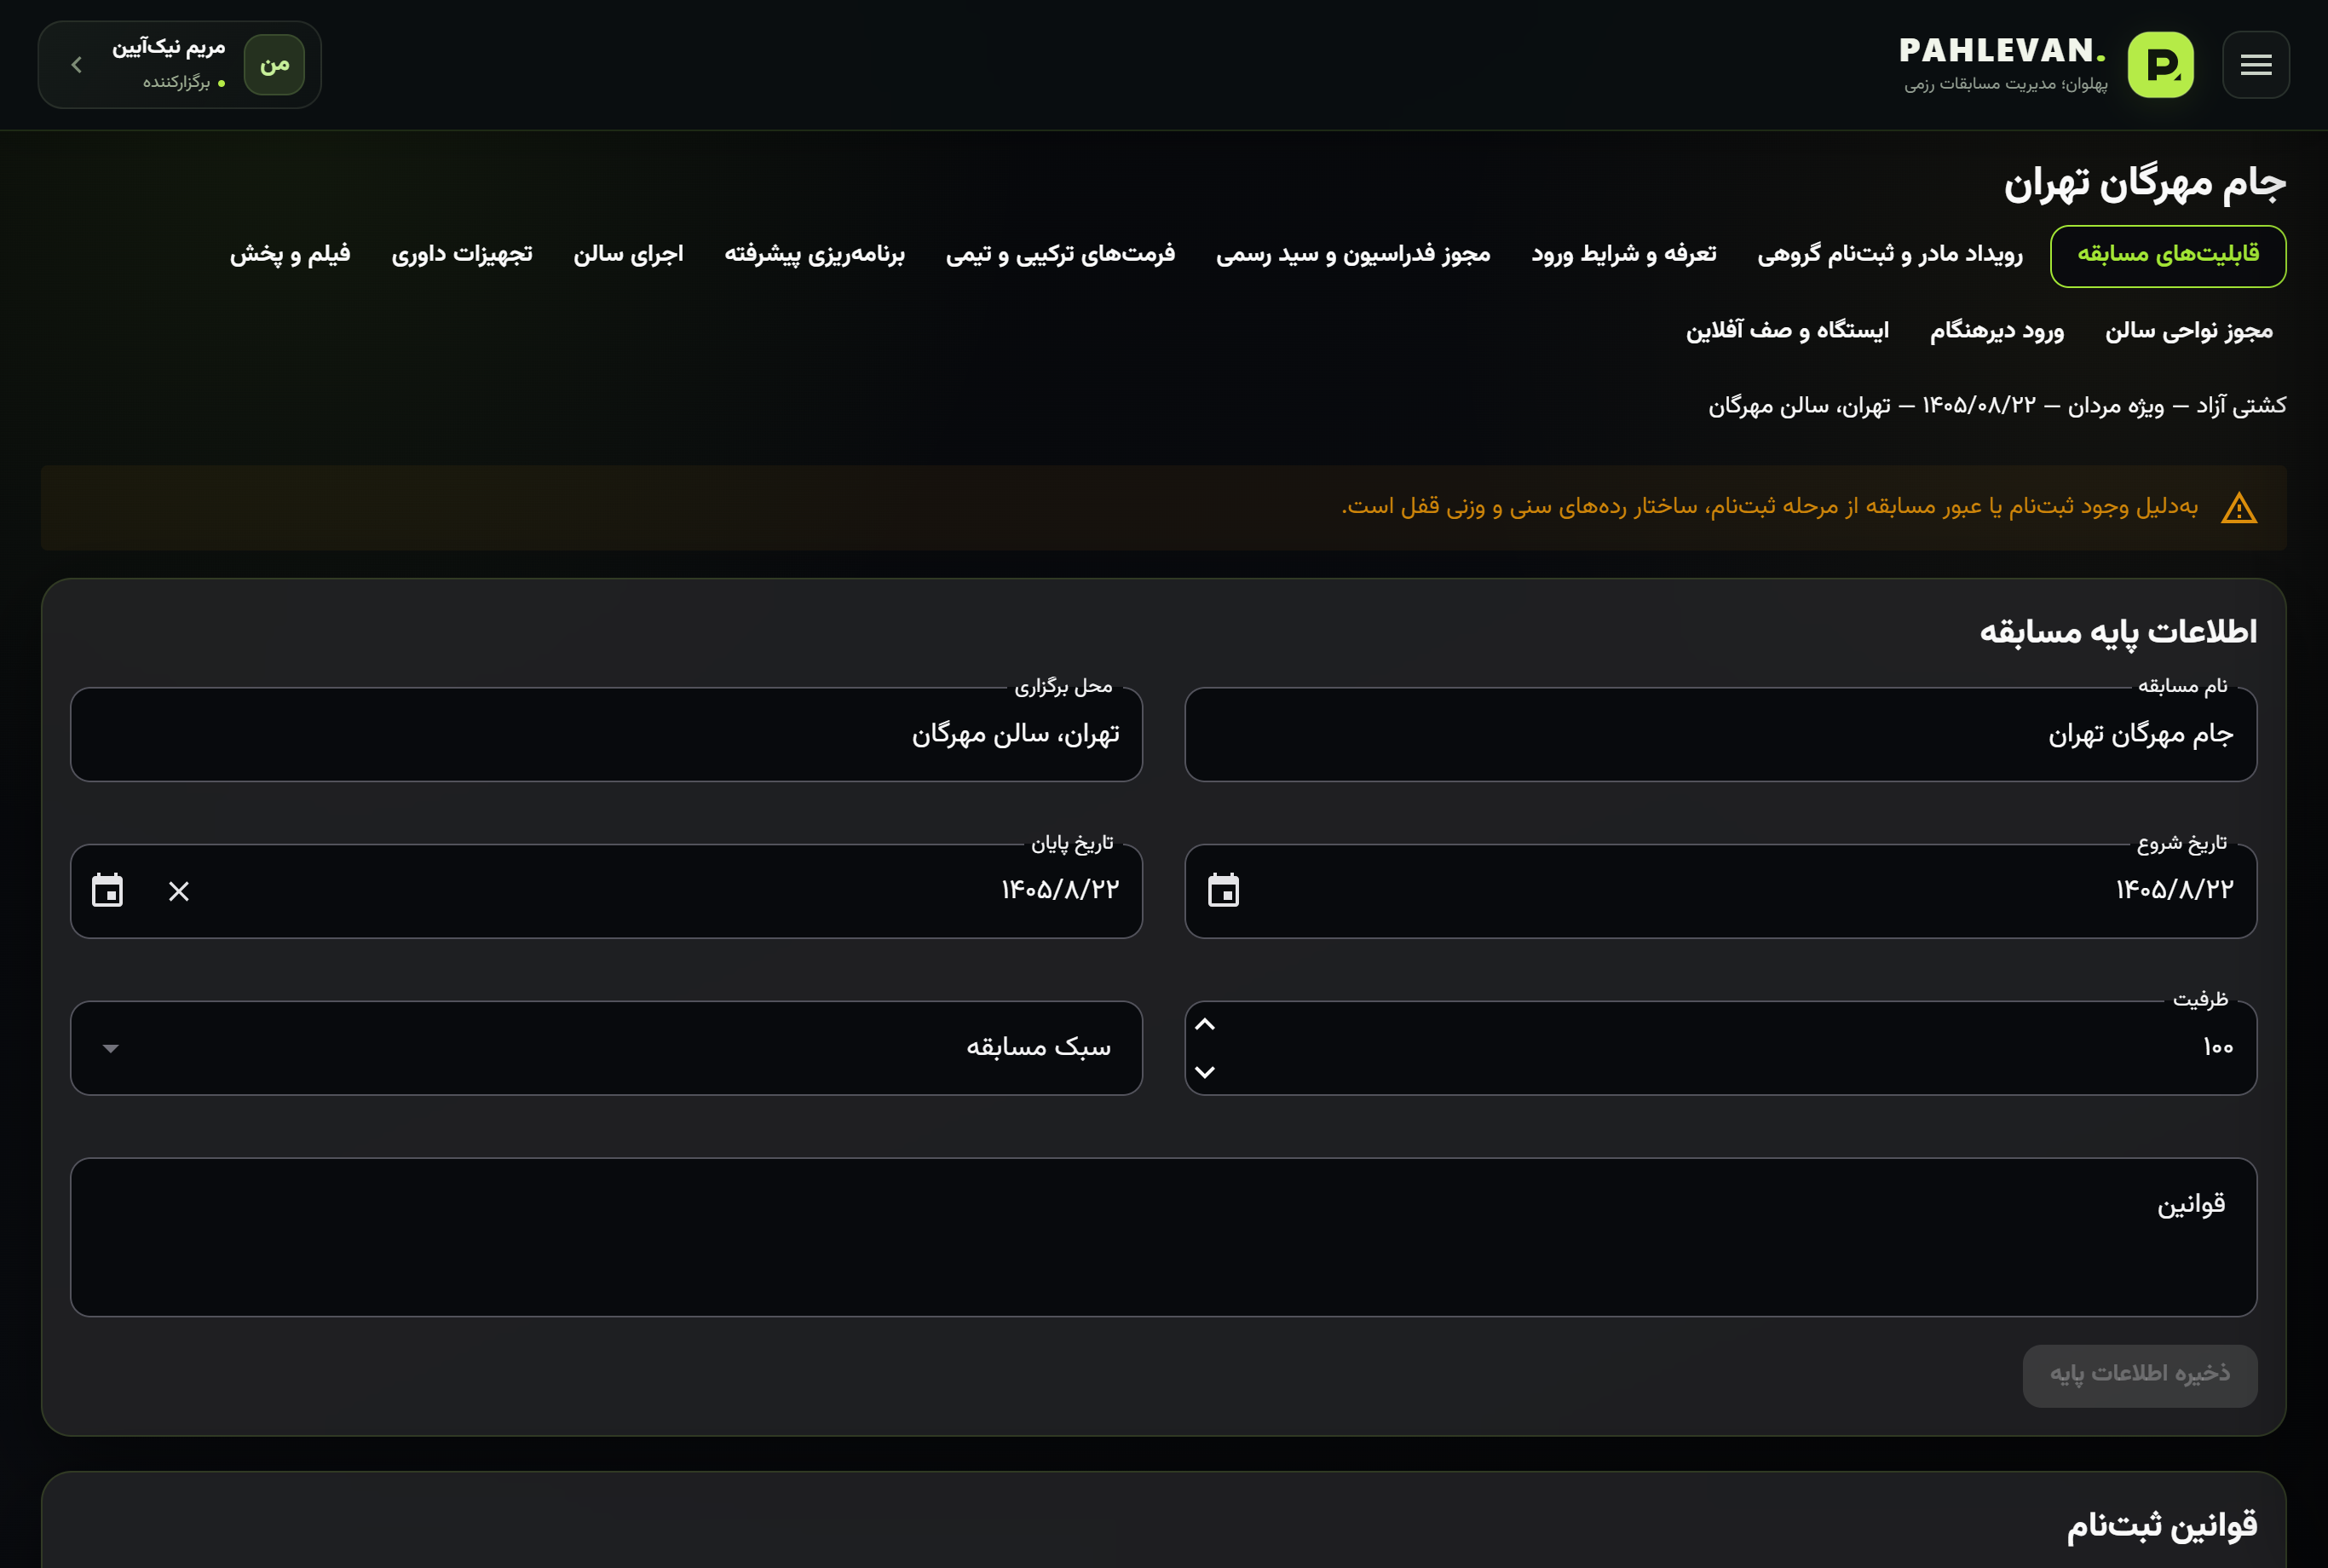 PAHLEVAN.
پهلوان؛ مدیریت مسابقات رزمی
من
مریم نیک‌آیین
برگزارکننده
جام مهرگان تهران
قابلیت‌های مسابقه
رویداد مادر و ثبت‌نام گروهی
تعرفه و شرایط ورود
مجوز فدراسیون و سید رسمی
فرمت‌های ترکیبی و تیمی
برنامه‌ریزی پیشرفته
اجرای سالن
تجهیزات داوری
فیلم و پخش
مجوز نواحی سالن
ورود دیرهنگام
ایستگاه و صف آفلاین
کشتی آزاد — ویژه مردان — ۱۴۰۵/۰۸/۲۲ — تهران، سالن مهرگان
به‌دلیل وجود ثبت‌نام یا عبور مسابقه از مرحله ثبت‌نام، ساختار رده‌های سنی و وزنی قفل است.
اطلاعات پایه مسابقه
نام مسابقه
جام مهرگان تهران
محل برگزاری
تهران، سالن مهرگان
تاریخ شروع
۱۴۰۵/۸/۲۲
تاریخ پایان
۱۴۰۵/۸/۲۲
ظرفیت
۱۰۰
سبک مسابقه
قوانین
ذخیره اطلاعات پایه
قوانین ثبت‌نام